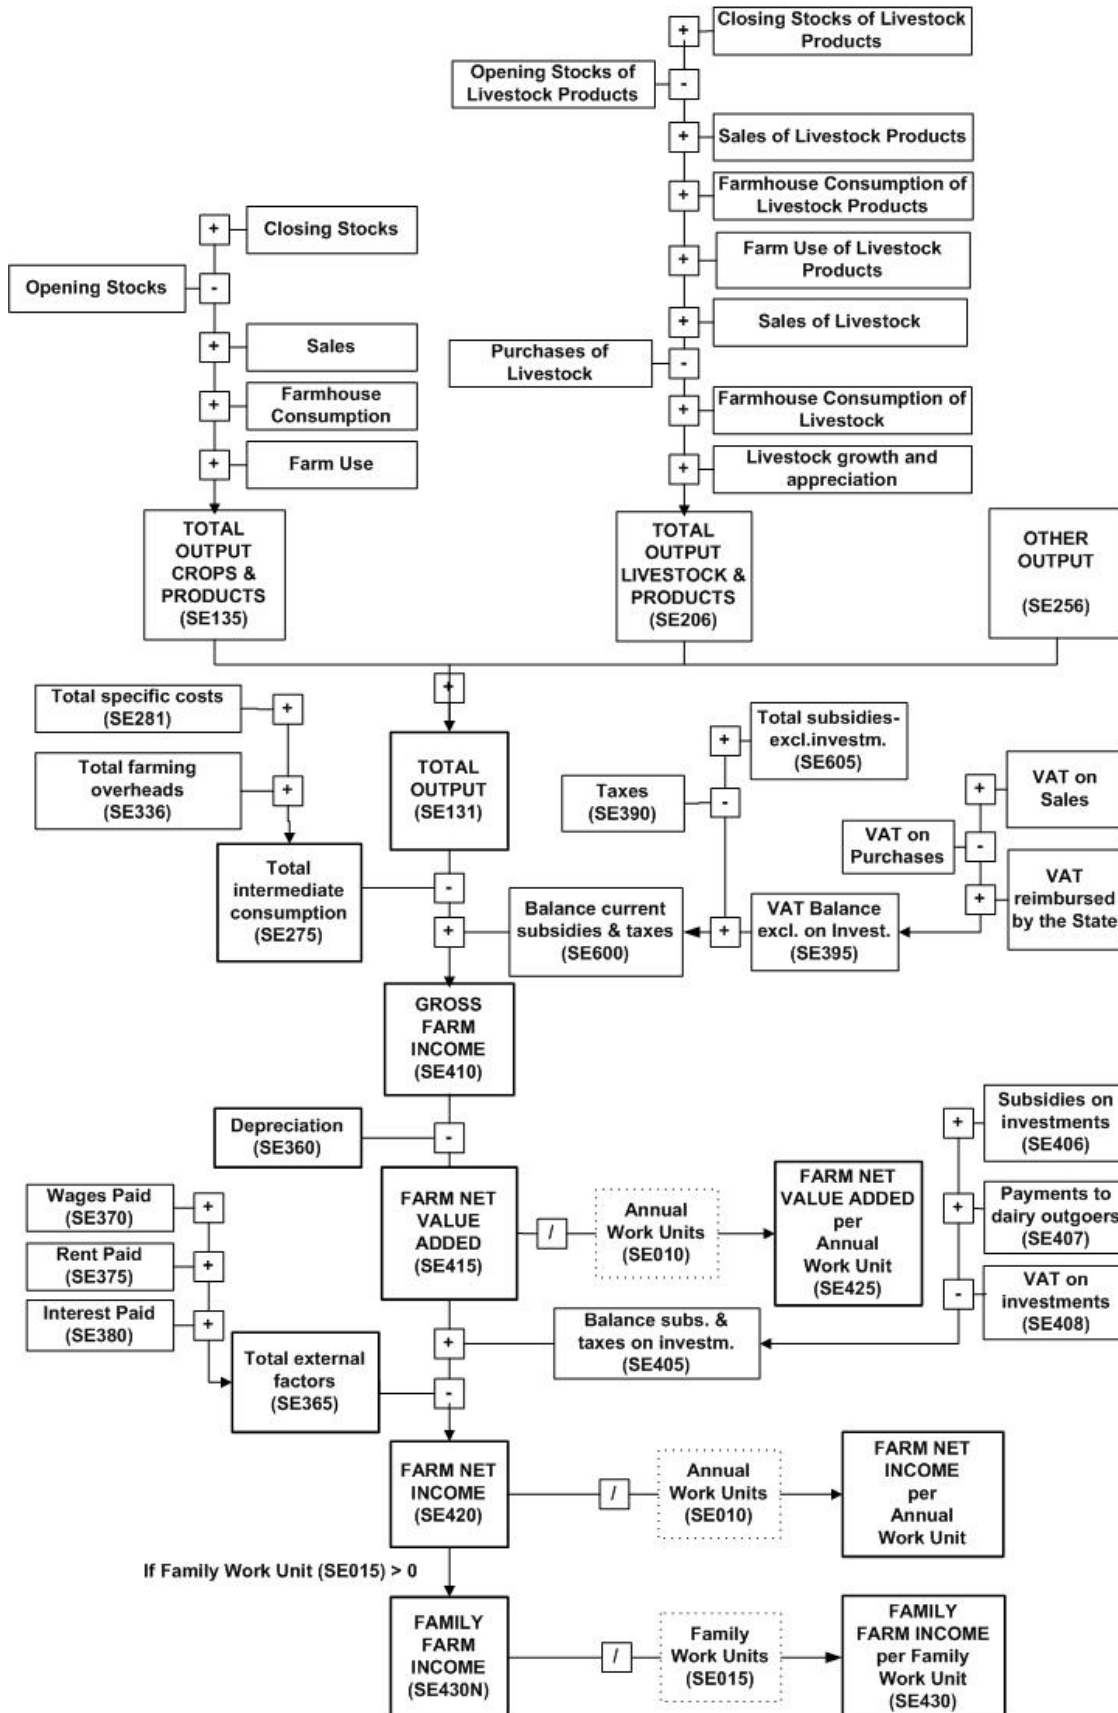 +
Closing Stocks of Livestock
Products
Opening Stocks of
Livestock Products
-
+
Sales of Livestock Products
+
Farmhouse Consumption of
Livestock Products
+
Closing Stocks
+
Farm Use of Livestock
Products
Opening Stocks
-
+
Sales of Livestock
+
Sales
Purchases of
Livestock
-
+
Farmhouse
Consumption
+
Farmhouse Consumption of
Livestock
+
Farm Use
+
Livestock growth and
appreciation
TOTAL
OUTPUT
CROPS &
PRODUCTS
(SE135)
TOTAL
OUTPUT
LIVESTOCK &
PRODUCTS
(SE206)
OTHER
OUTPUT
(SE256)
Total specific costs
(SE281)
+
+
Total farming
overheads
(SE336)
+
TOTAL
OUTPUT
(SE131)
Total subsidies-
excl.investm.
(SE605)
+
Taxes
(SE390)
-
+
VAT on
Sales
VAT on
Purchases
-
+
VAT
reimbursed
by the State
Total
intermediate
consumption
(SE275)
-
+
Balance current
subsidies & taxes
(SE600)
+
VAT Balance
excl. on Invest.
(SE395)
GROSS
FARM
INCOME
(SE410)
Depreciation
(SE360)
-
+
Subsidies on
investments
(SE406)
Wages Paid
(SE370)
+
Rent Paid
(SE375)
+
Interest Paid
(SE380)
+
FARM NET
VALUE
ADDED
(SE415)
/
Annual
Work Units
(SE010)
FARM NET
VALUE ADDED
per
Annual
Work Unit
(SE425)
+
Payments to
dairy outgoers
(SE407)
-
VAT on
investments
(SE408)
+
Balance subs. &
taxes on investm.
(SE405)
Total external
factors
(SE365)
-
FARM NET
INCOME
(SE420)
/
Annual
Work Units
(SE010)
FARM NET
INCOME
per
Annual
Work Unit
If Family Work Unit (SE015) > 0
FAMILY
FARM
INCOME
(SE430N)
/
Family
Work Units
(SE015)
FAMILY
FARM INCOME
per Family
Work Unit
(SE430)